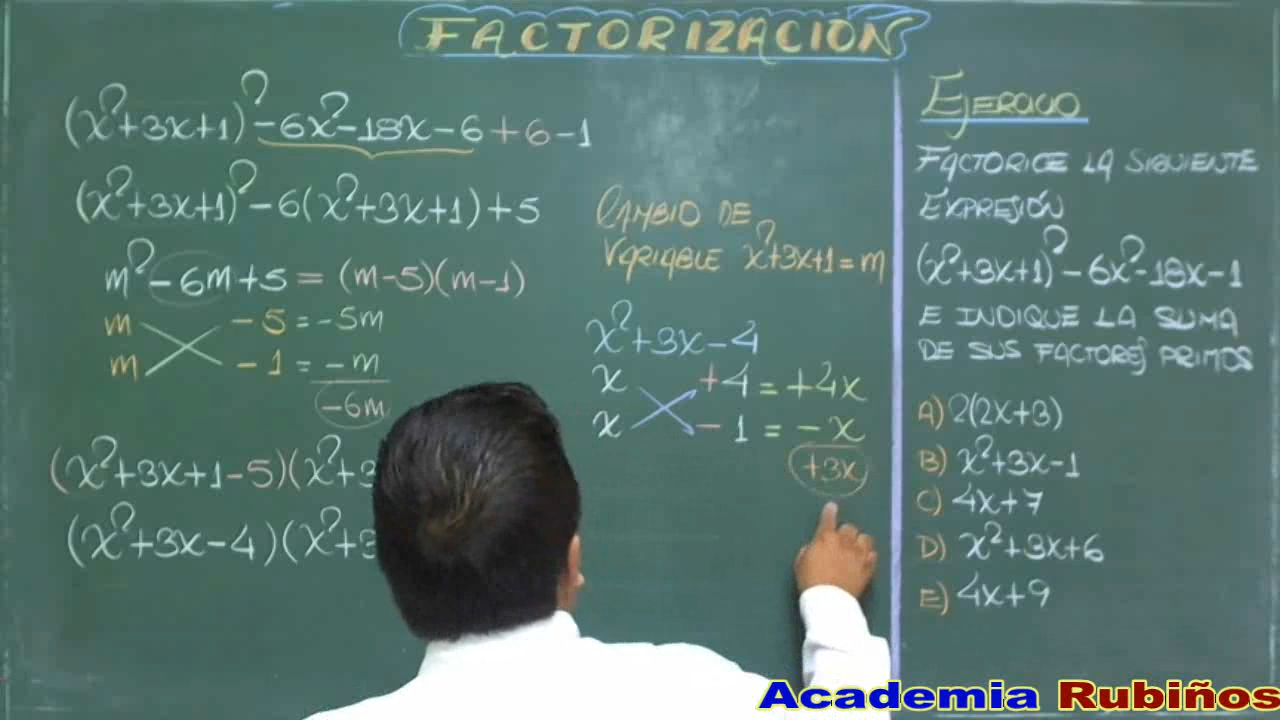 FACTORIZACION
(x²+3x+1)²-6x²-18x-6+6-1
(x²+3x+1)²-6(x²+3x+1)+5
m²-6m+5=(m-5)(m-1)
m -5=-5m
m -1=-m
-6m
(x²+3x+1-5)(x²+3
(x²+3x-4)(x²+3
CAMBIO DE
VARIABLE x²+3x+1=m
x²+3x-4
x +4=+4x
x -1=-x
+3x
EJERCICIO
FACTORICE LA SIGUIENTE
EXPRESIÓN
(x²+3x+1)²-6x²-18x-1
E INDIQUE LA SUMA
DE SUS FACTORES PRIMOS
A) 2(2x+3)
B) x²+3x-1
C) 4x+7
D) x²+3x+6
E) 4x+9
Academia Rubiños